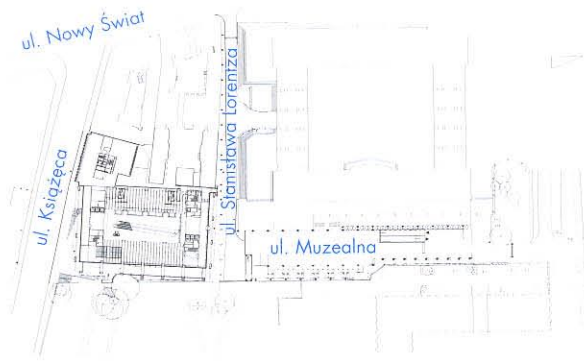 ul. Nowy Świat
ul. Stanisława Lorentza
ul. Książęca
ul. Muzealna